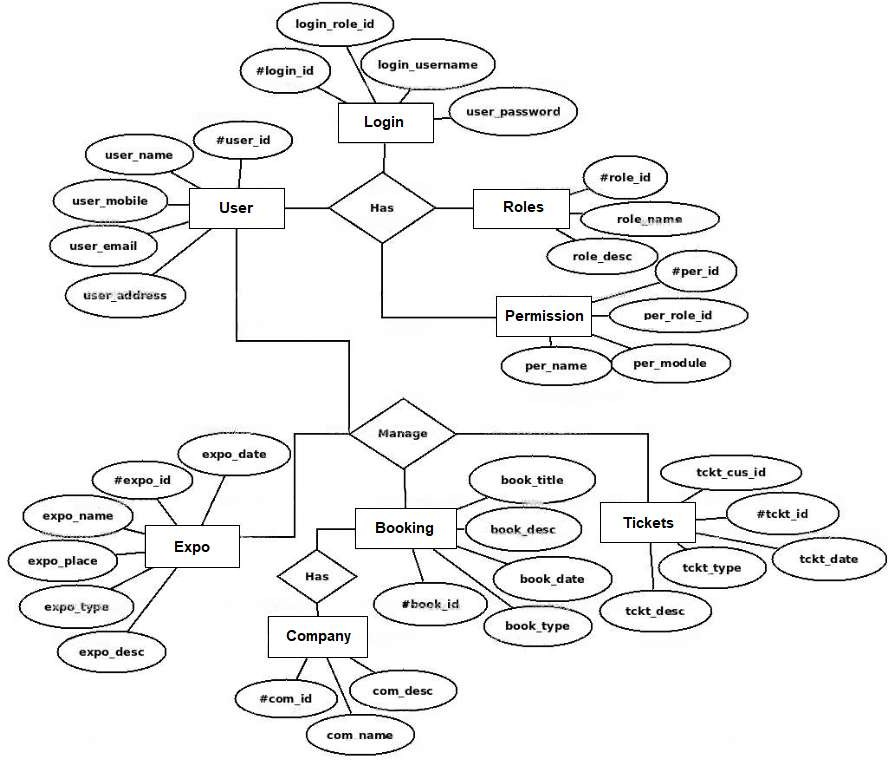 login_role_id
#login_id
login_username
user_password
Login
#user_id
user_name
user_mobile
user_email
user_address
User
Has
Roles
#role_id
role_name
role_desc
#per_id
Permission
per_role_id
per_name
per_module
Manage
expo_date
#expo_id
expo_name
expo_place
expo_type
expo_desc
Expo
Booking
book_title
book_desc
book_date
book_type
#book_id
Tickets
tckt_cus_id
#tckt_id
tckt_date
tckt_type
tckt_desc
Has
Company
#com_id
com_desc
com_name